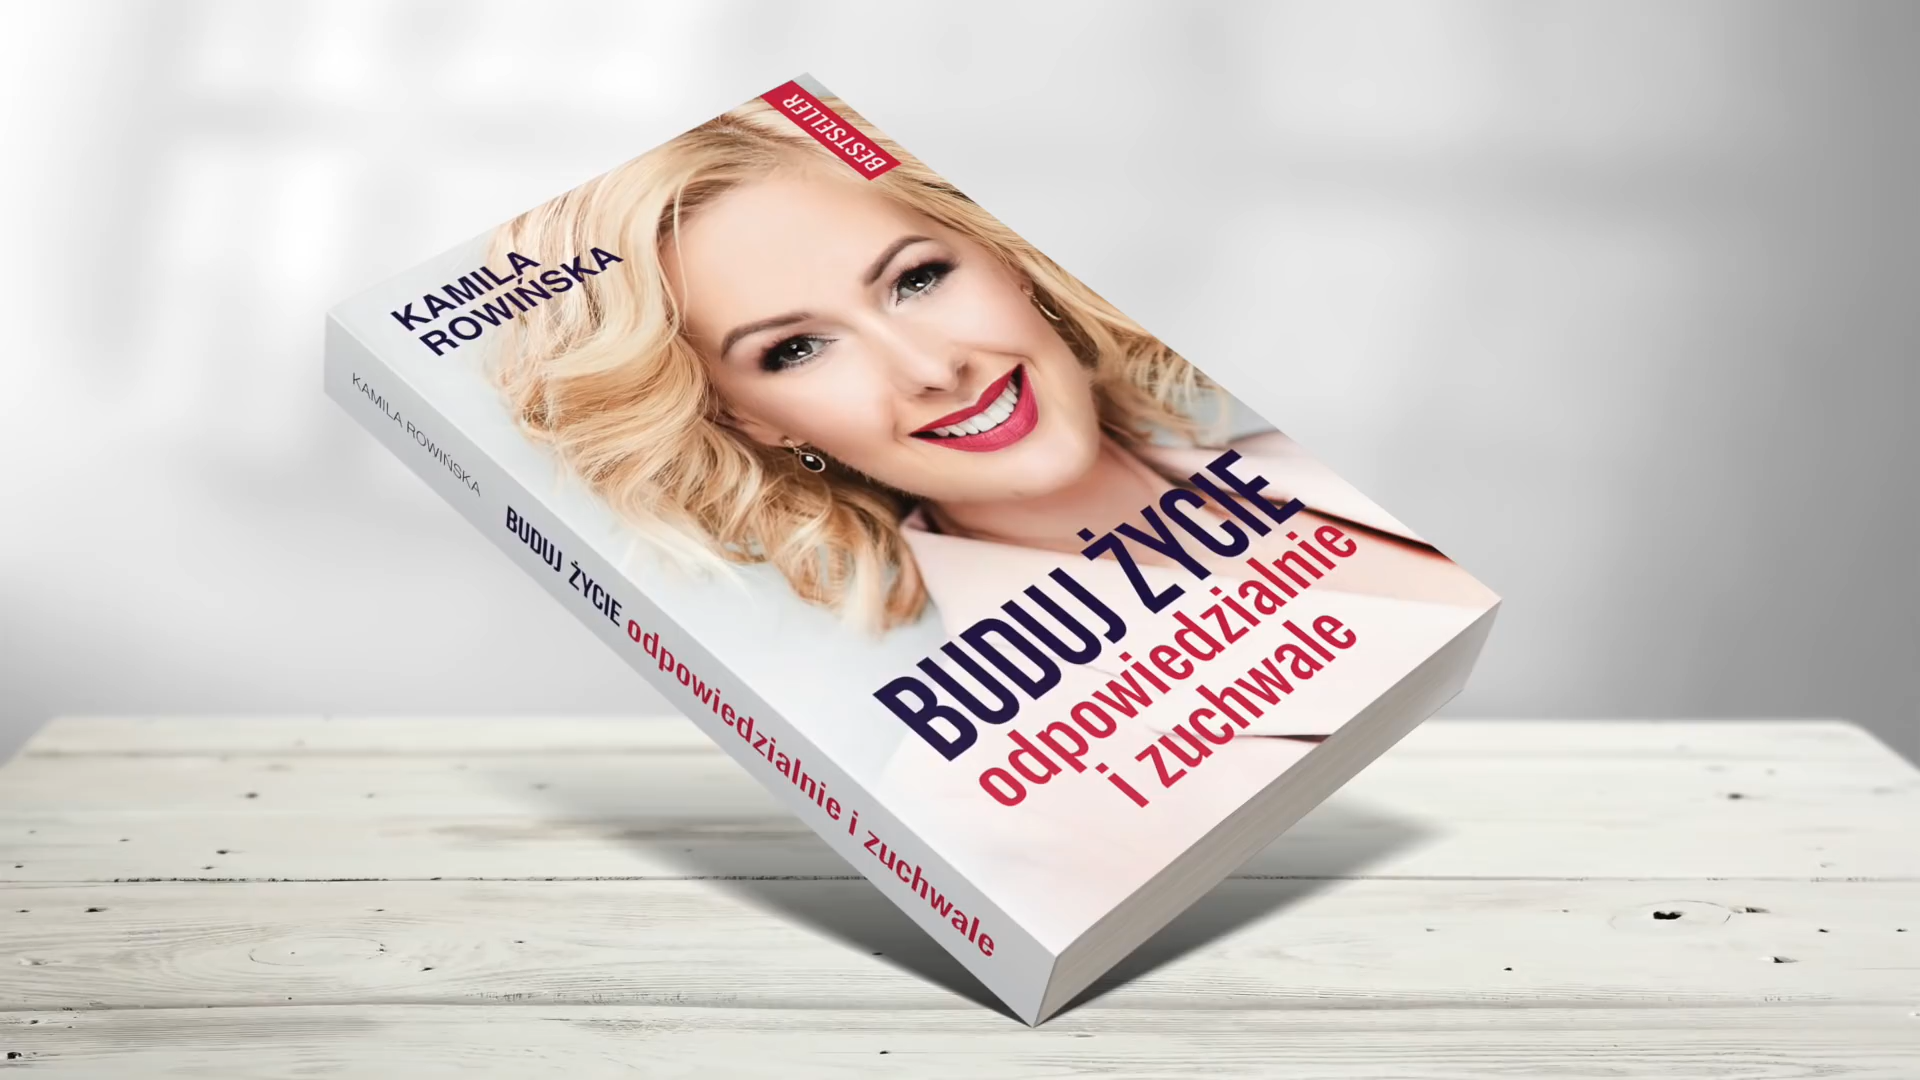 BESTSELLER
KAMILA
ROWIŃSKA
BUDUJ ŻYCIE
odpowiedzialnie
i zuchwale
KAMILA ROWIŃSKA BUDUJ ŻYCIE odpowiedzialnie i zuchwale